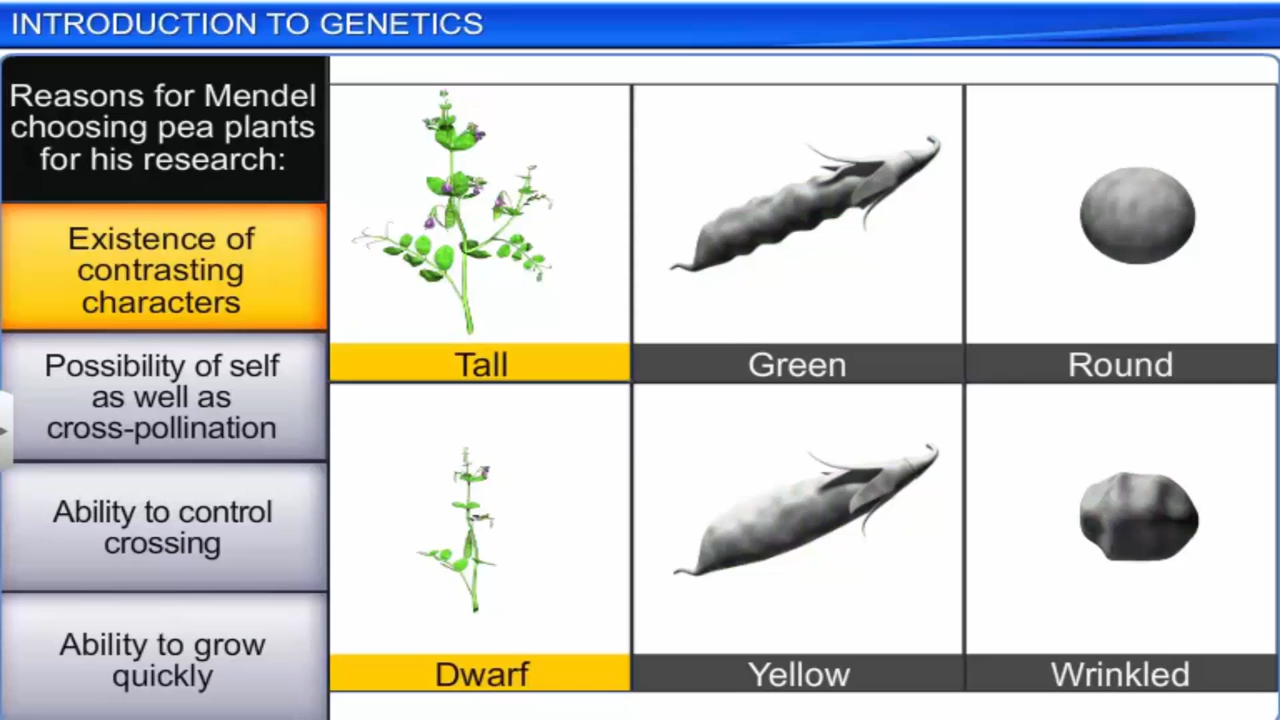 INTRODUCTION TO GENETICS
Reasons for Mendel
choosing pea plants
for his research:
Existence of
contrasting
characters
Possibility of self
as well as
cross-pollination
Ability to control
crossing
Ability to grow
quickly
Tall
Green
Round
Dwarf
Yellow
Wrinkled